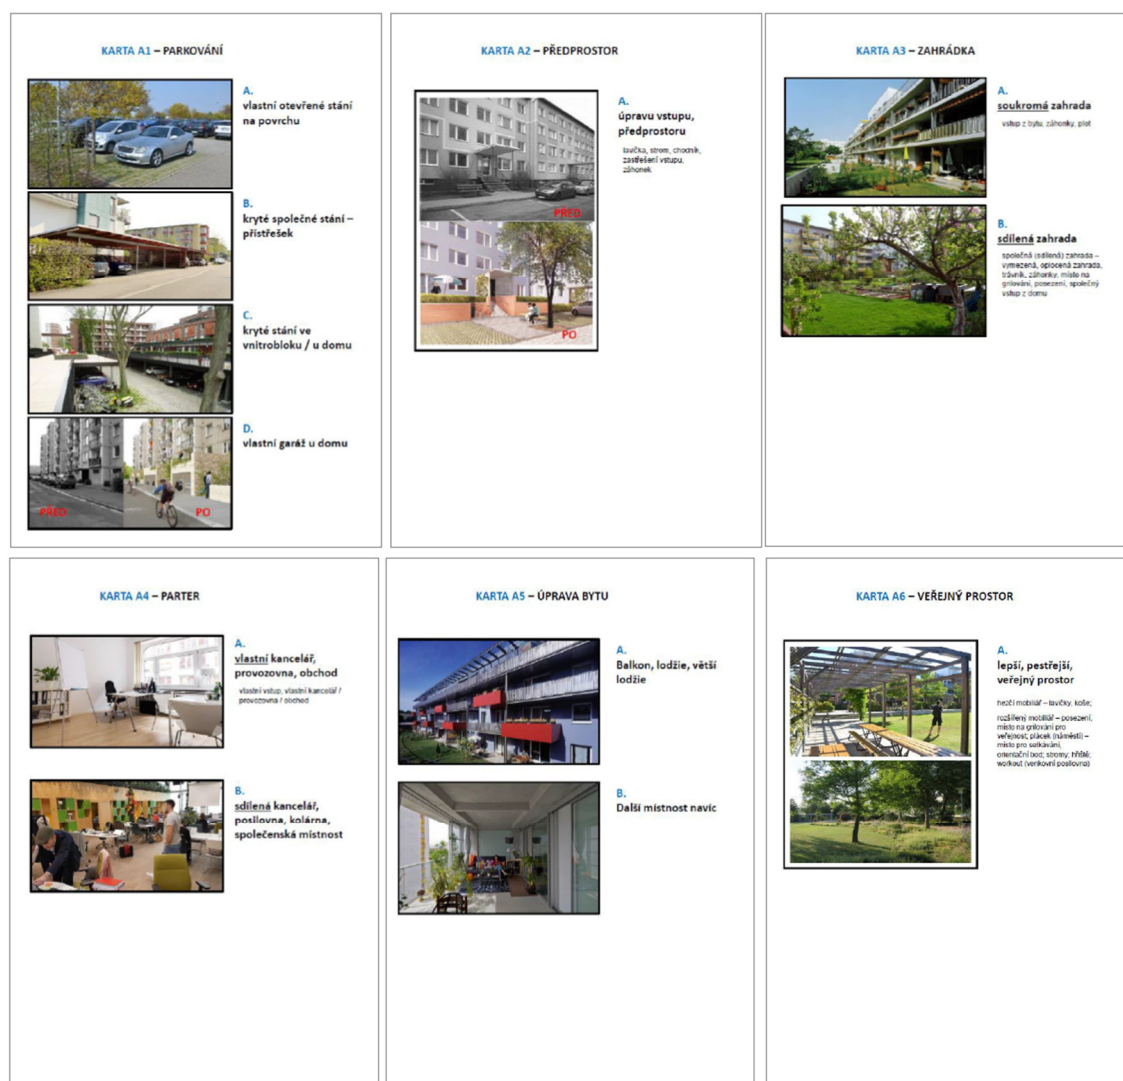 KARTA A1 – PARKOVÁNÍ
A.
vlastní otevřené stání
na povrchu
B.
kryté společné stání –
přístřešek
C.
kryté stání ve
vnitrobloku / u domu
D.
vlastní garáž u domu
PŘED
PO
KARTA A2 – PŘEDPROSTOR
A.
úpravu vstupu,
předprostoru
lavička, strom, chodník,
zastřešení vstupu,
záhonek
PŘED
PO
KARTA A3 – ZAHRÁDKA
A.
soukromá zahrada
vstup z bytu, záhonky, plot
B.
sdílená zahrada
společná (sdílená) zahrada –
vymezená, oplocená zahrada,
trávník, záhonky, místo na
grilování, posezení, společný
vstup z domu
KARTA A4 – PARTER
A.
vlastní kancelář,
provozovna, obchod
vlastní vstup, vlastní kancelář /
provozovna / obchod
B.
sdílená kancelář,
posilovna, kolárna,
společenská místnost
KARTA A5 – ÚPRAVA BYTU
A.
Balkon, lodžie, větší
lodžie
B.
Další místnost navíc
KARTA A6 – VEŘEJNÝ PROSTOR
A.
lepší, pestřejší,
veřejný prostor
hezčí mobiliář – lavičky, koše;
rozšířený mobiliář – posezení,
místo na grilování pro
veřejnost; plácek (náměstí) –
místo pro setkávání,
orientační bod; stromy; hřiště;
workout (venkovní posilovna)